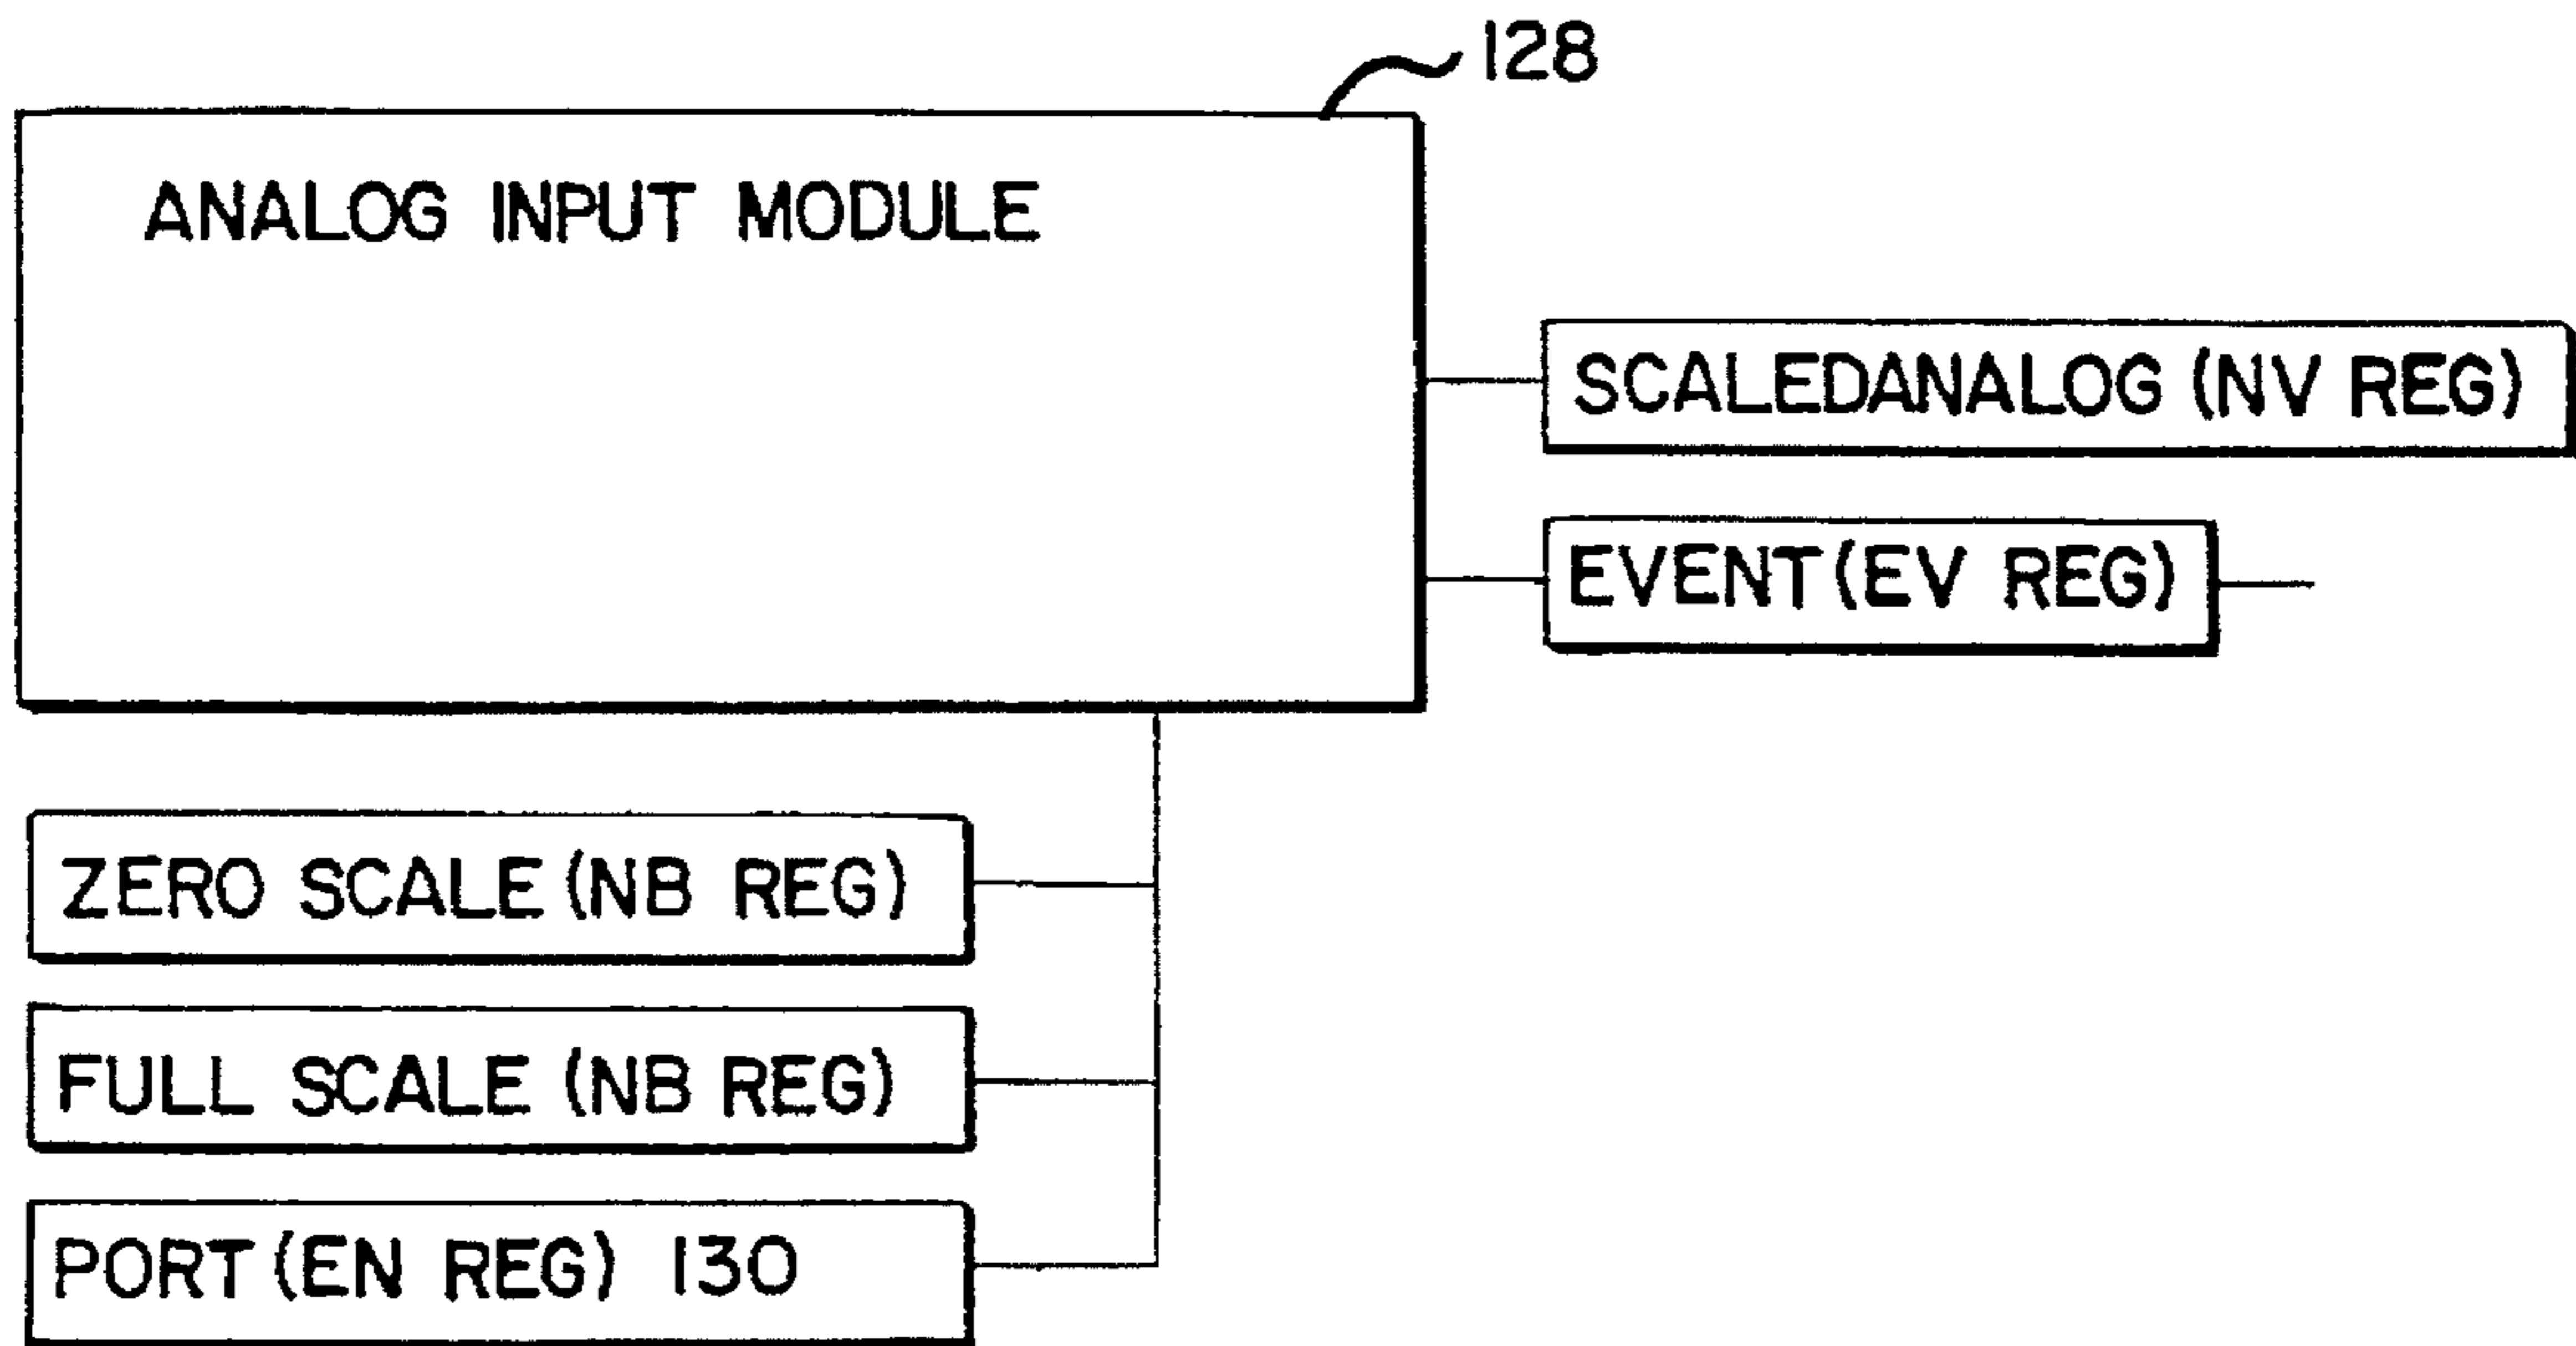 128
ANALOG INPUT MODULE
SCALEDANALOG (NV REG)
EVENT (EV REG)
ZERO SCALE (NB REG)
FULL SCALE (NB REG)
PORT (EN REG) 130